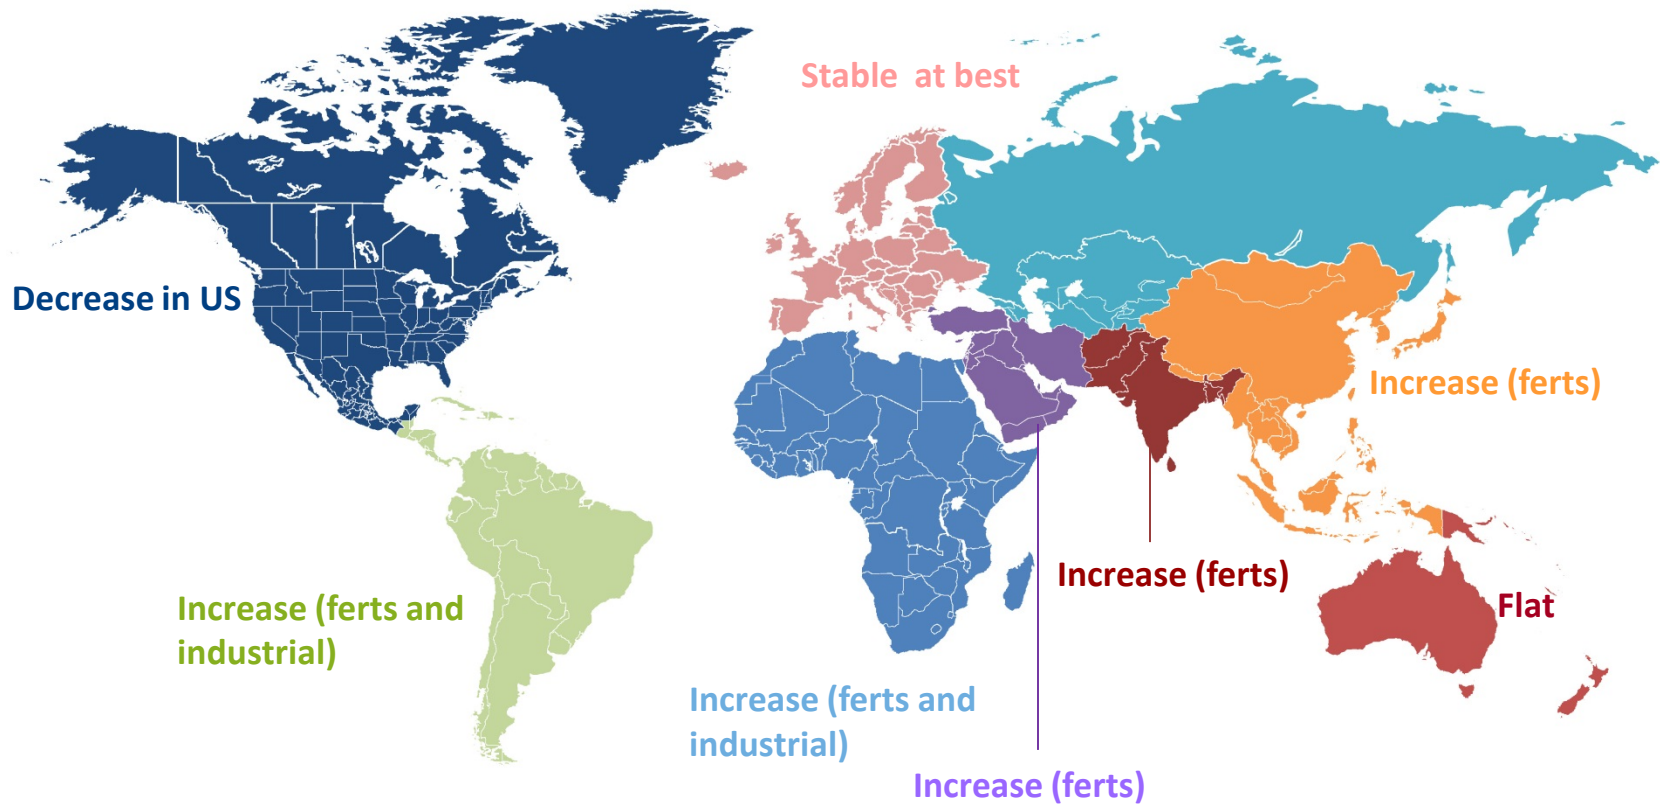 Stable at best
Decrease in US
Increase (ferts)
Increase (ferts)
Flat
Increase (ferts and
industrial)
Increase (ferts and
industrial)
Increase (ferts)